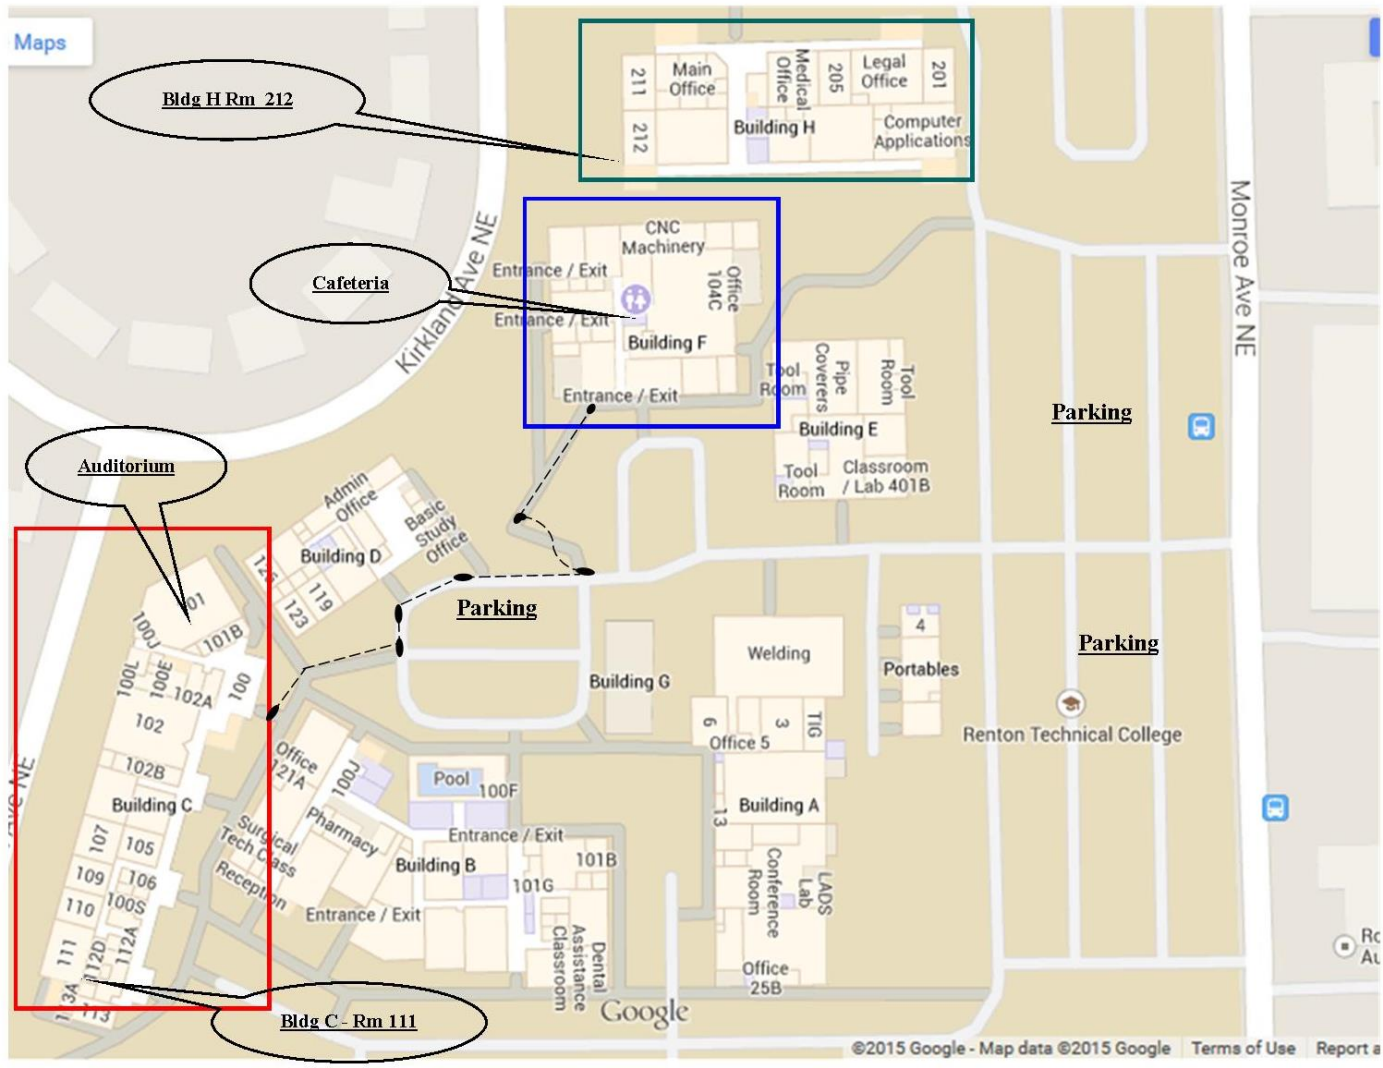 Maps
Bldg H Rm  212
211
Main
Office
Medical
Office
205
Legal
Office
201
212
Building H
Computer
Applications
Monroe Ave NE
Kirkland Ave NE
Cafeteria
CNC
Machinery
Entrance / Exit
Office
104C
Entrance / Exit
Building F
Entrance / Exit
Tool
Room
Pipe
Coverers
Tool
Room
Building E
Tool
Room
Classroom
/ Lab 401B
Parking
Auditorium
Admin
Office
Basic
Study
Office
Building D
126
119
123
Parking
100J
101B
100L
100E
102A
100
102
102B
Building C
107
105
109
106
110
100S
111
112D
112A
113
Bldg C - Rm 111
Ave NE
Office
121A
100J
Pool
100F
Pharmacy
Surgical
Tech Class
Reception
Building B
Entrance / Exit
Entrance / Exit
101B
101G
Dental
Assistance
Classroom
Building G
Welding
6
3
TIG
Office 5
Building A
13
Conference
Room
LADS
Lab
Office
25B
4
Portables
Parking
Renton Technical College
Google
©2015 Google - Map data ©2015 Google
Terms of Use
Report a